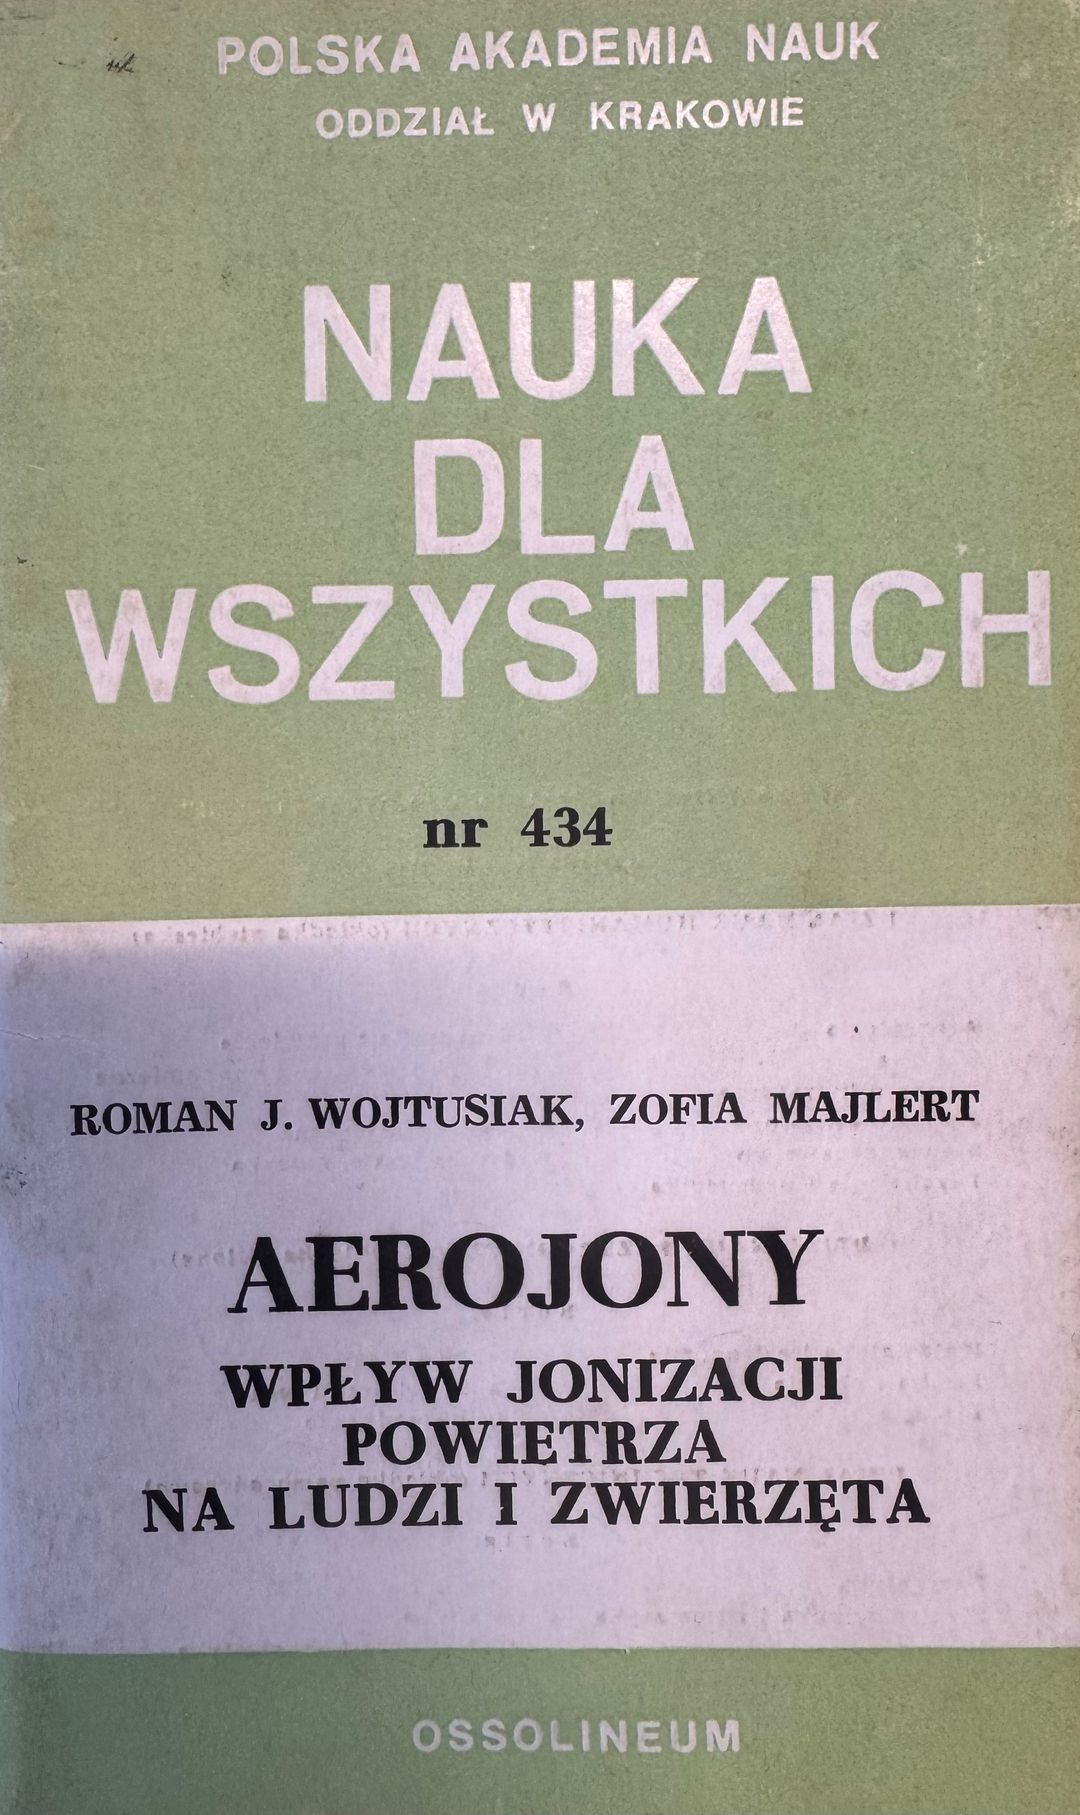 POLSKA AKADEMIA NAUK
ODDZIAŁ W KRAKOWIE
NAUKA
DLA
WSZYSTKICH
nr 434
ROMAN J. WOJTUSIAK, ZOFIA MAJLERT
AEROJONY
WPŁYW JONIZACJI
POWIETRZA
NA LUDZI I ZWIERZĘTA
OSSOLINEUM